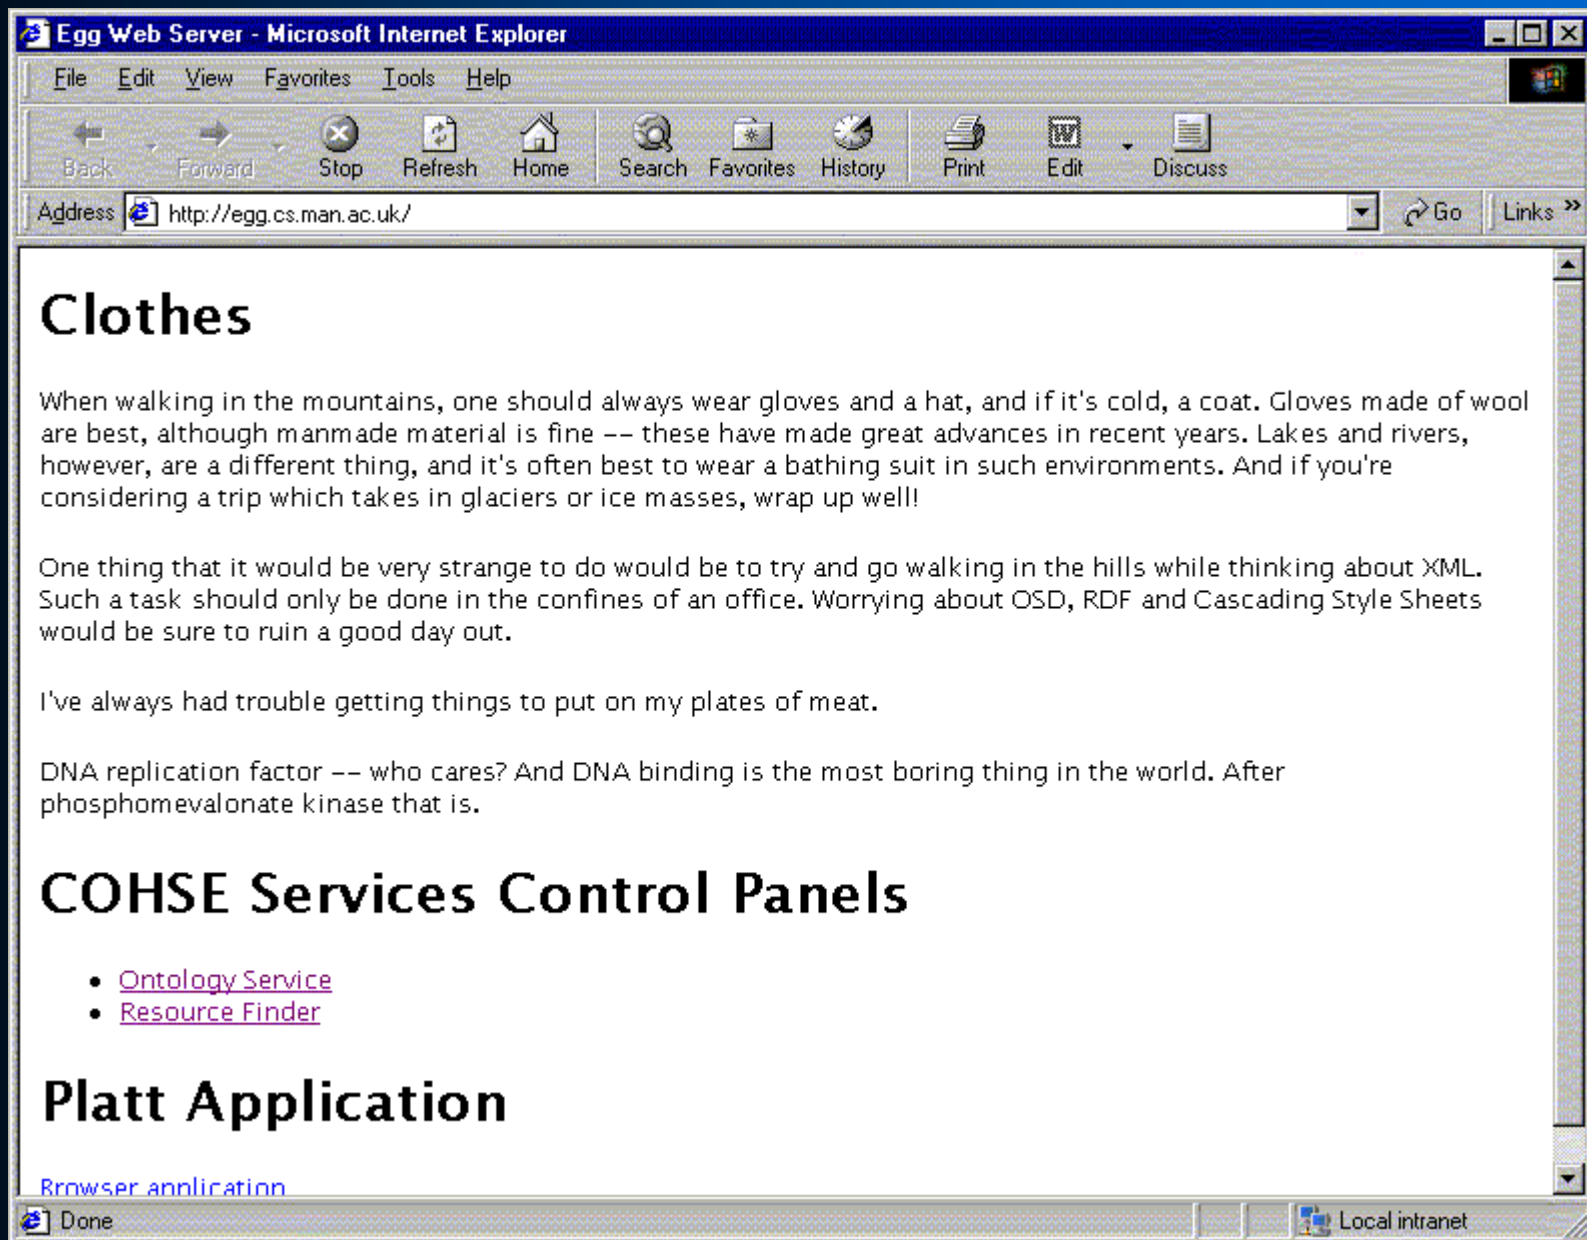 Egg Web Server - Microsoft Internet Explorer
File Edit View Favorites Tools Help
Back Forward Stop Refresh Home Search Favorites History Print Edit Discuss
Address http://egg.cs.man.ac.uk/ Go Links »
Clothes
When walking in the mountains, one should always wear gloves and a hat, and if it's cold, a coat. Gloves made of wool
are best, although manmade material is fine -- these have made great advances in recent years. Lakes and rivers,
however, are a different thing, and it's often best to wear a bathing suit in such environments. And if you're
considering a trip which takes in glaciers or ice masses, wrap up well!
One thing that it would be very strange to do would be to try and go walking in the hills while thinking about XML.
Such a task should only be done in the confines of an office. Worrying about OSD, RDF and Cascading Style Sheets
would be sure to ruin a good day out.
I've always had trouble getting things to put on my plates of meat.
DNA replication factor -- who cares? And DNA binding is the most boring thing in the world. After
phosphomevalonate kinase that is.
COHSE Services Control Panels
• Ontology Service
• Resource Finder
Platt Application
Browser application
Done Local intranet